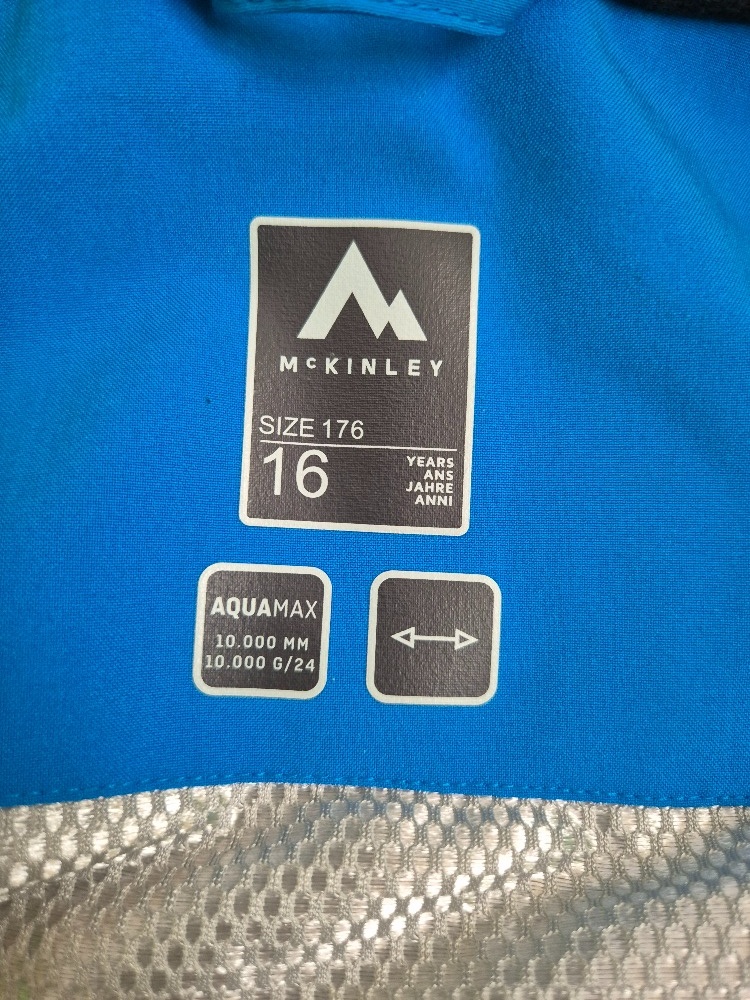 McKINLEY
SIZE 176
16
YEARS
ANS
JAHRE
ANNI
AQUAMAX
10.000 MM
10.000 G/24